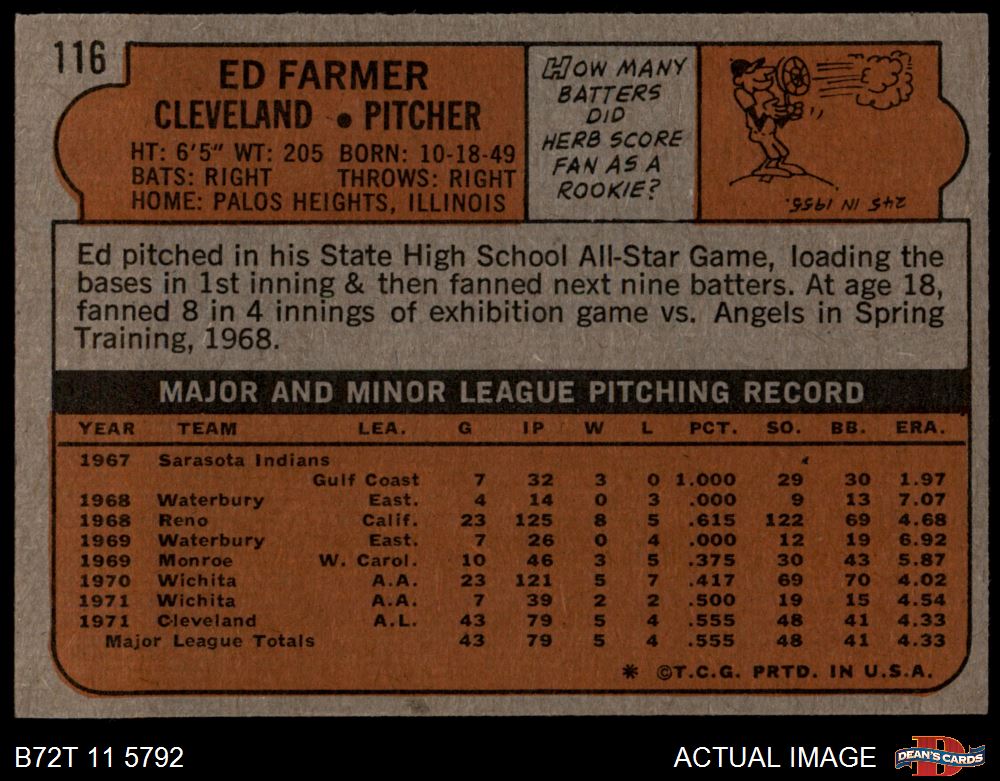 116
ED FARMER
CLEVELAND • PITCHER
HT: 6'5" WT: 205 BORN: 10-18-49
BATS: RIGHT THROWS: RIGHT
HOME: PALOS HEIGHTS, ILLINOIS
HOW MANY
BATTERS
DID
HERB SCORE
FAN AS A
ROOKIE?
245 IN 1955.
Ed pitched in his State High School All-Star Game, loading the
bases in 1st inning & then fanned next nine batters. At age 18,
fanned 8 in 4 innings of exhibition game vs. Angels in Spring
Training, 1968.
MAJOR AND MINOR LEAGUE PITCHING RECORD
YEAR TEAM LEA. G IP W L PCT. SO. BB. ERA.
1967 Sarasota Indians
Gulf Coast 7 32 3 0 1.000 29 30 1.97
1968 Waterbury East. 4 14 0 3 .000 9 13 7.07
1968 Reno Calif. 23 125 8 5 .615 122 69 4.68
1969 Waterbury East. 7 26 0 4 .000 12 19 6.92
1969 Monroe W. Carol. 10 46 3 5 .375 30 43 5.87
1970 Wichita A.A. 23 121 5 7 .417 69 70 4.02
1971 Wichita A.A. 7 39 2 2 .500 19 15 4.54
1971 Cleveland A.L. 43 79 5 4 .555 48 41 4.33
Major League Totals 43 79 5 4 .555 48 41 4.33
* ©T.C.G. PRTD. IN U.S.A.
B72T 11 5792
ACTUAL IMAGE
D
DEAN'S CARDS